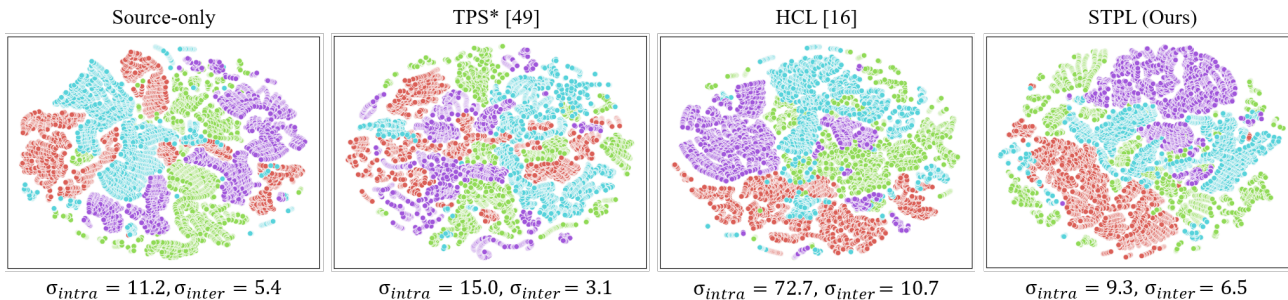 Source-only
TPS* [49]
HCL [16]
STPL (Ours)
σintra = 11.2, σinter = 5.4
σintra = 15.0, σinter = 3.1
σintra = 72.7, σinter = 10.7
σintra = 9.3, σinter = 6.5